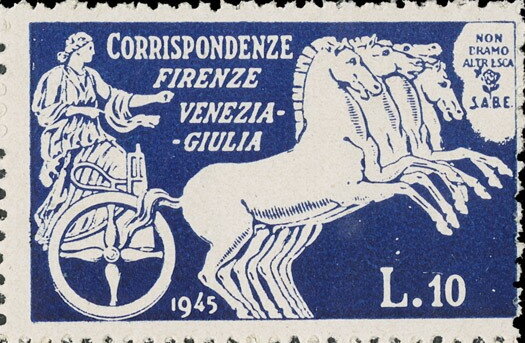 CORRISPONDENZE
FIRENZE
VENEZIA-
-GIULIA
NON
BRAMO
ALTR'ESCA
S.A.B.E.
1945
L.10